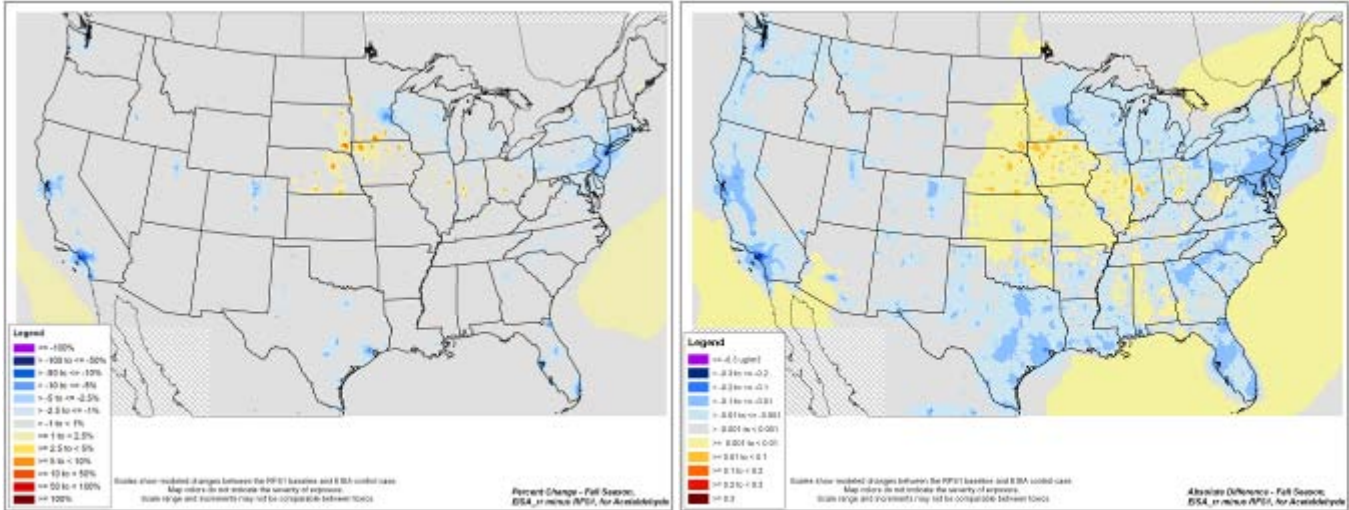 Legend
<= -100%
> -100 to <= -50%
> -50 to <= -10%
> -10 to <= -5%
> -5 to <= -2.5%
> -2.5 to <= -1%
> -1 to < 1%
>= 1 to < 2.5%
>= 2.5 to < 5%
>= 5 to < 10%
>= 10 to < 50%
>= 50 to < 100%
>= 100%
Scales show modeled changes between the RFS1 baseline and EISA control case.
Map colors do not indicate the severity of exposure.
Scale range and increments may not be comparable between toxics.
Percent Change - Fall Season,
EISA_rr minus RFS1, for Acetaldehyde
Legend
<= -0.3 ug/m3
> -0.3 to <= -0.2
> -0.2 to <= -0.1
> -0.1 to <= -0.01
> -0.01 to <= -0.001
> -0.001 to < 0.001
>= 0.001 to < 0.01
>= 0.01 to < 0.1
>= 0.1 to < 0.2
>= 0.2 to < 0.3
>= 0.3
Scales show modeled changes between the RFS1 baseline and EISA control case.
Map colors do not indicate the severity of exposure.
Scale range and increments may not be comparable between toxics.
Absolute Difference - Fall Season,
EISA_rr minus RFS1, for Acetaldehyde